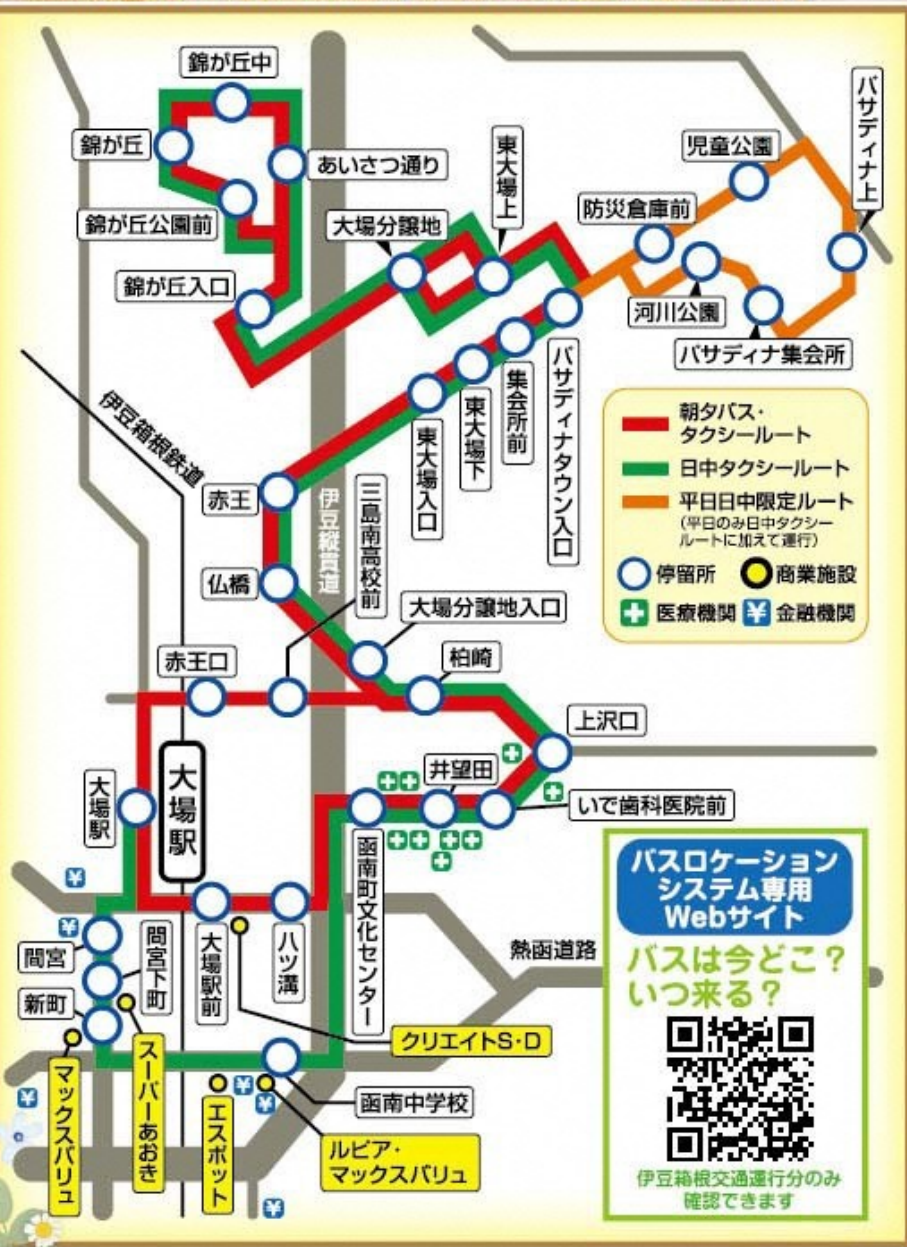 錦が丘中
錦が丘
あいさつ通り
錦が丘公園前
錦が丘入口
大場分譲地
東大場上
児童公園
パサディナ上
防災倉庫前
河川公園
パサディナ集会所
パサディナタウン入口
集会所前
東大場下
東大場入口
伊豆箱根鉄道
赤王
伊豆縦貫道
三島南高校前
仏橋
大場分譲地入口
赤王口
柏崎
上沢口
井望田
いで歯科医院前
大場駅
大場駅
函南町文化センター
間宮
間宮下町
大場駅前
八ツ溝
新町
熱函道路
クリエイトS・D
函南中学校
マックスバリュ
スーパーあおき
エスポット
ルピア・
マックスバリュ
朝夕バス・
タクシールート
日中タクシールート
平日日中限定ルート
(平日のみ日中タクシー
ルートに加えて運行)
停留所 商業施設
医療機関 ¥ 金融機関
バスロケーション
システム専用
Webサイト
バスは今どこ?
いつ来る?
伊豆箱根交通運行分のみ
確認できます